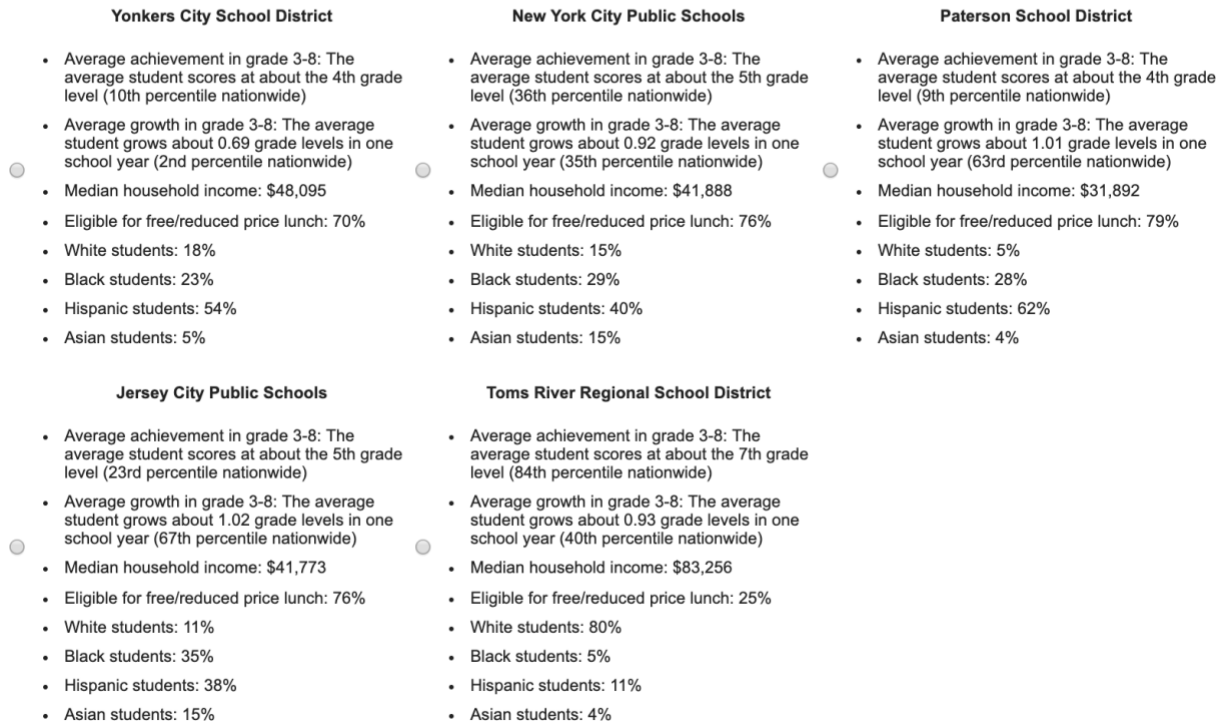 Yonkers City School District
• Average achievement in grade 3-8: The
average student scores at about the 4th grade
level (10th percentile nationwide)
• Average growth in grade 3-8: The average
student grows about 0.69 grade levels in one
school year (2nd percentile nationwide)
• Median household income: $48,095
• Eligible for free/reduced price lunch: 70%
• White students: 18%
• Black students: 23%
• Hispanic students: 54%
• Asian students: 5%
New York City Public Schools
• Average achievement in grade 3-8: The
average student scores at about the 5th grade
level (36th percentile nationwide)
• Average growth in grade 3-8: The average
student grows about 0.92 grade levels in one
school year (35th percentile nationwide)
• Median household income: $41,888
• Eligible for free/reduced price lunch: 76%
• White students: 15%
• Black students: 29%
• Hispanic students: 40%
• Asian students: 15%
Paterson School District
• Average achievement in grade 3-8: The
average student scores at about the 4th grade
level (9th percentile nationwide)
• Average growth in grade 3-8: The average
student grows about 1.01 grade levels in one
school year (63rd percentile nationwide)
• Median household income: $31,892
• Eligible for free/reduced price lunch: 79%
• White students: 5%
• Black students: 28%
• Hispanic students: 62%
• Asian students: 4%
Jersey City Public Schools
• Average achievement in grade 3-8: The
average student scores at about the 5th grade
level (23rd percentile nationwide)
• Average growth in grade 3-8: The average
student grows about 1.02 grade levels in one
school year (67th percentile nationwide)
• Median household income: $41,773
• Eligible for free/reduced price lunch: 76%
• White students: 11%
• Black students: 35%
• Hispanic students: 38%
• Asian students: 15%
Toms River Regional School District
• Average achievement in grade 3-8: The
average student scores at about the 7th grade
level (84th percentile nationwide)
• Average growth in grade 3-8: The average
student grows about 0.93 grade levels in one
school year (40th percentile nationwide)
• Median household income: $83,256
• Eligible for free/reduced price lunch: 25%
• White students: 80%
• Black students: 5%
• Hispanic students: 11%
• Asian students: 4%